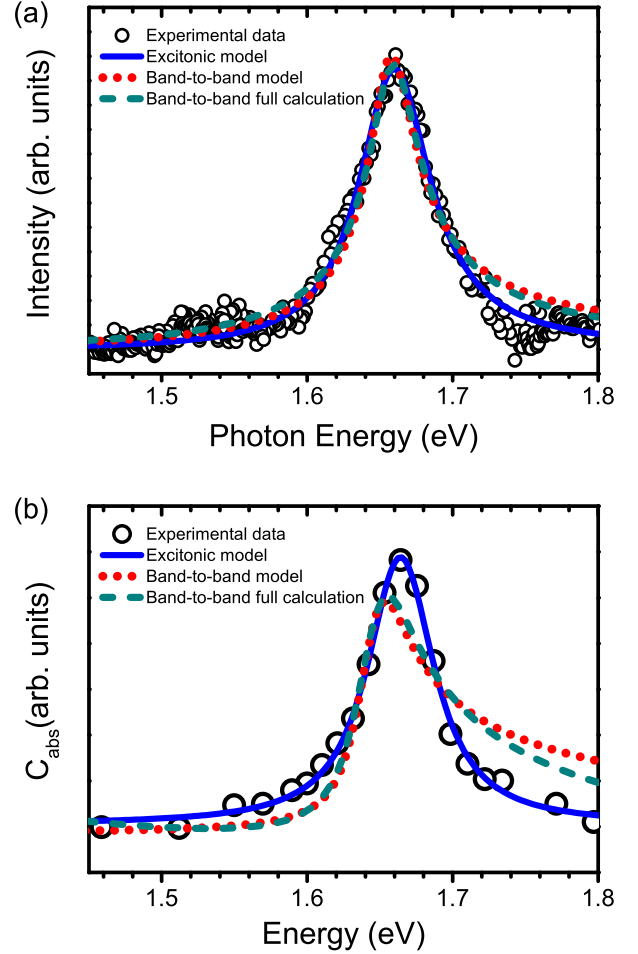 (a)
Experimental data
Excitonic model
Band-to-band model
Band-to-band full calculation
Intensity (arb. units)
1.5 1.6 1.7 1.8
Photon Energy (eV)
(b)
Experimental data
Excitonic model
Band-to-band model
Band-to-band full calculation
C_abs(arb. units)
1.5 1.6 1.7 1.8
Energy (eV)